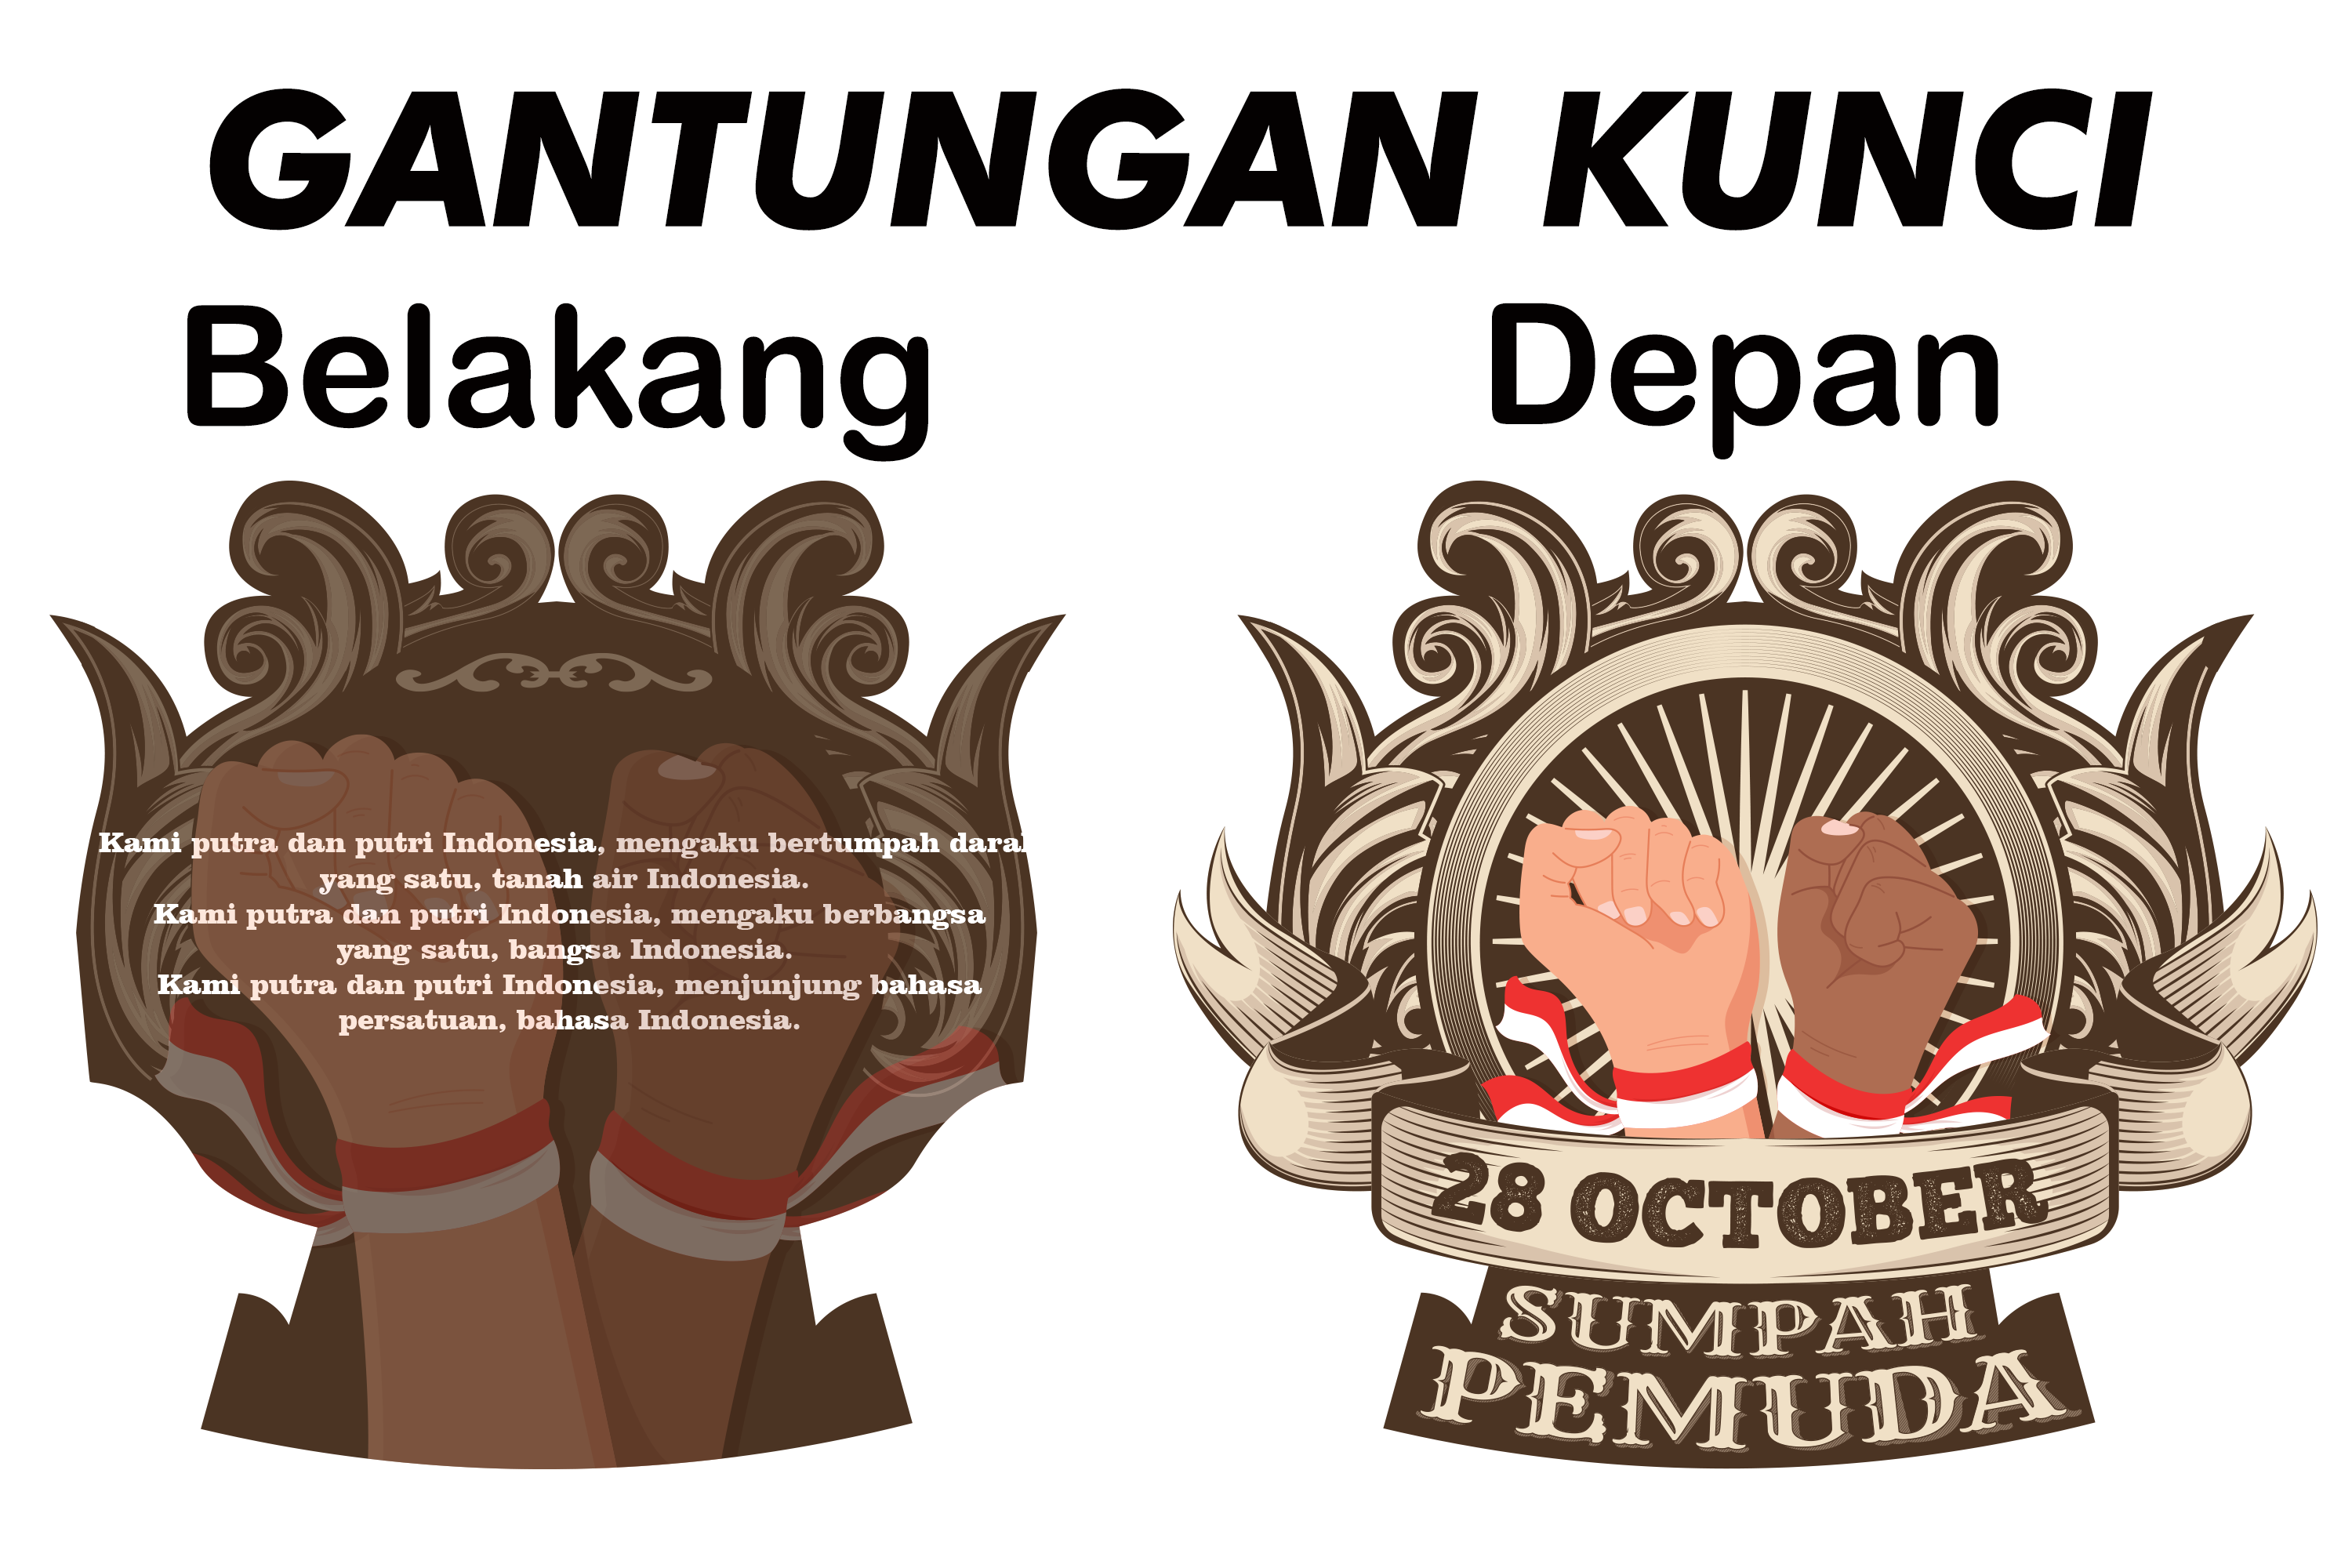 GANTUNGAN KUNCI
Belakang
Kami putra dan putri Indonesia, mengaku bertumpah darah
yang satu, tanah air Indonesia.
Kami putra dan putri Indonesia, mengaku berbangsa
yang satu, bangsa Indonesia.
Kami putra dan putri Indonesia, menjunjung bahasa
persatuan, bahasa Indonesia.
Depan
28 OCTOBER
SUMPAH
PEMUDA